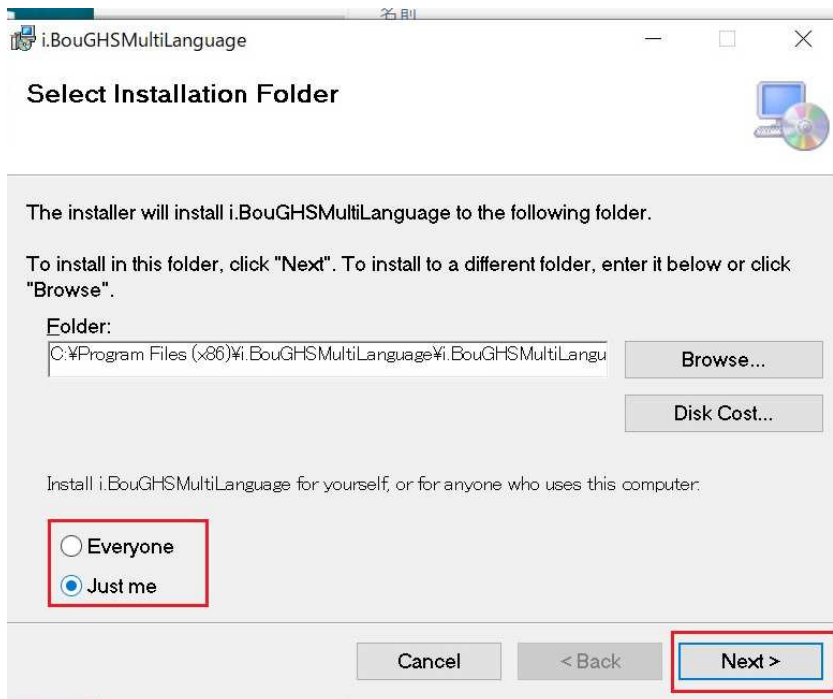 名前
i.BouGHSMultiLanguage
Select Installation Folder
The installer will install i.BouGHSMultiLanguage to the following folder.
To install in this folder, click "Next". To install to a different folder, enter it below or click
"Browse".
Folder:
C:¥Program Files (x86)¥i.BouGHSMultiLanguage¥i.BouGHSMultiLangu
Browse...
Disk Cost...
Install i.BouGHSMultiLanguage for yourself, or for anyone who uses this computer:
Everyone
Just me
Cancel
< Back
Next >